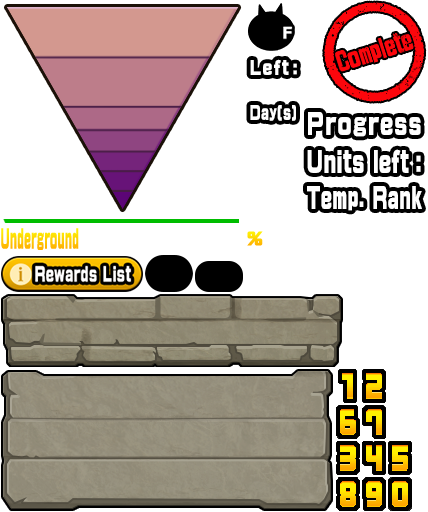 F
Complete
Left:
Day(s)
Progress
Units left:
Temp. Rank
Underground
%
i Rewards List
1 2
6 7
3 4 5
8 9 0